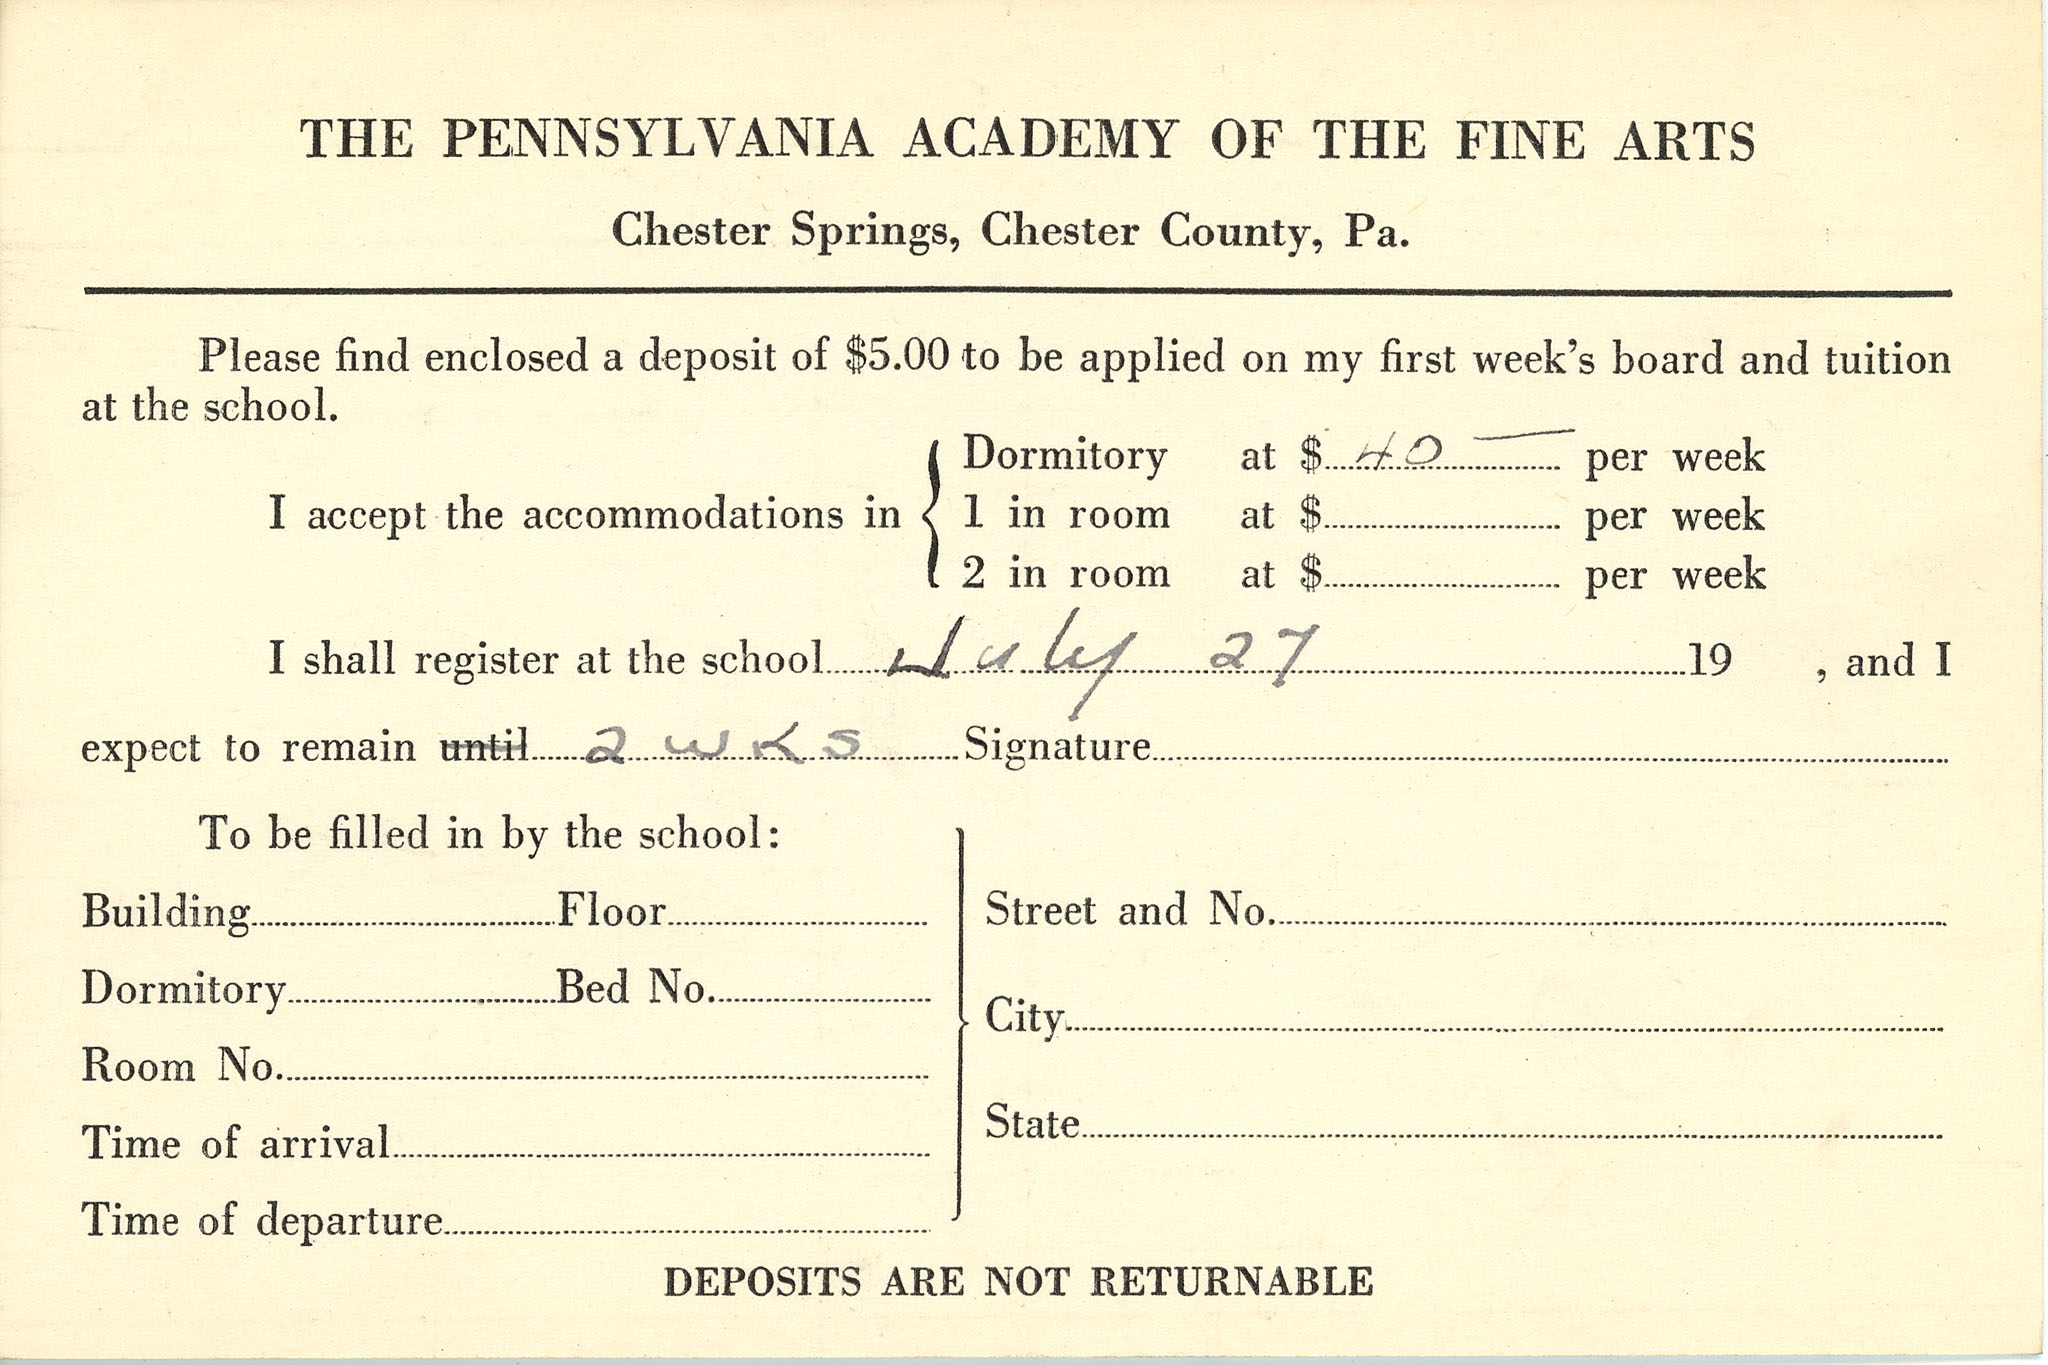 THE PENNSYLVANIA ACADEMY OF THE FINE ARTS
Chester Springs, Chester County, Pa.
Please find enclosed a deposit of $5.00 to be applied on my first week's board and tuition
at the school.
Dormitory at $ 40 — per week
I accept the accommodations in { 1 in room at $ per week
2 in room at $ per week
I shall register at the school July 27 19 , and I
expect to remain until 2 WKS Signature
To be filled in by the school:
Building Floor
Dormitory Bed No.
Room No.
Time of arrival
Time of departure
Street and No.
City
State
DEPOSITS ARE NOT RETURNABLE